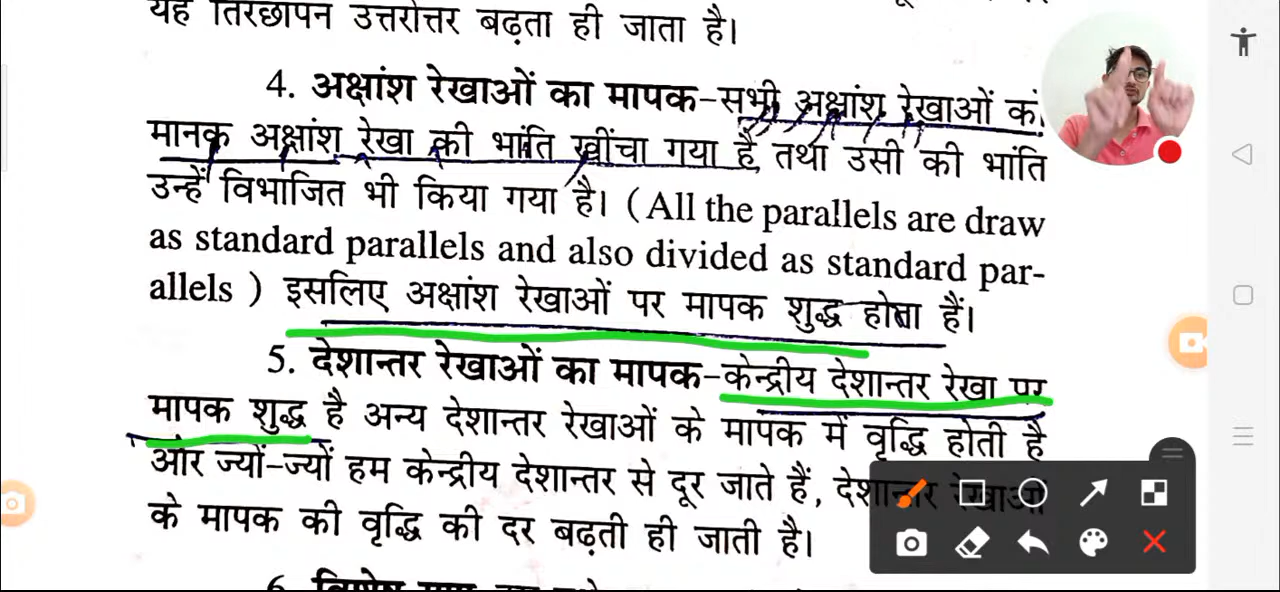 यह तिरछापन उत्तरोत्तर बढ़ता ही जाता है।
4. अक्षांश रेखाओं का मापक-सभी अक्षांश रेखाओं
मानक अक्षांश रेखा की भांति खींचा गया है तथा उसी की भांति
उन्हें विभाजित भी किया गया है। (All the parallels are draw
as standard parallels and also divided as standard par-
allels ) इसलिए अक्षांश रेखाओं पर मापक शुद्ध होता हैं।
5. देशान्तर रेखाओं का मापक-केन्द्रीय देशान्तर रेखा पर
मापक शुद्ध है अन्य देशान्तर रेखाओं के मापक में वृद्धि होती है
और ज्यों-ज्यों हम केन्द्रीय देशान्तर से दूर जाते हैं, देशान्तर रेखाओं
के मापक की वृद्धि की दर बढ़ती ही जाती है।
6.